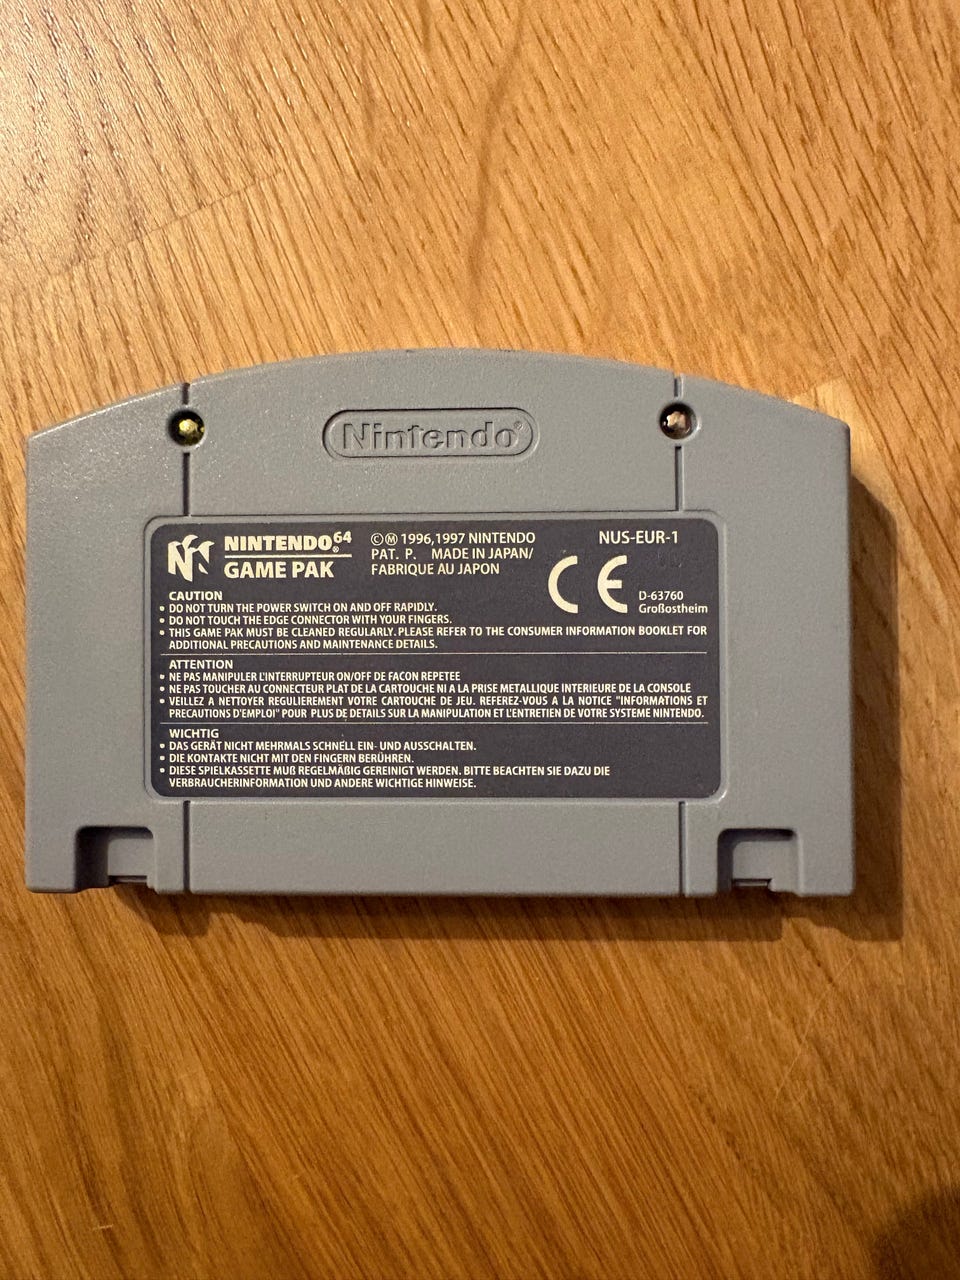 Nintendo®
NINTENDO64®
GAME PAK
©Ⓜ 1996,1997 NINTENDO
PAT. P. MADE IN JAPAN/
FABRIQUE AU JAPON
NUS-EUR-1
CE
D-63760
Großostheim
CAUTION
• DO NOT TURN THE POWER SWITCH ON AND OFF RAPIDLY.
• DO NOT TOUCH THE EDGE CONNECTOR WITH YOUR FINGERS.
• THIS GAME PAK MUST BE CLEANED REGULARLY. PLEASE REFER TO THE CONSUMER INFORMATION BOOKLET FOR
ADDITIONAL PRECAUTIONS AND MAINTENANCE DETAILS.
ATTENTION
• NE PAS MANIPULER L'INTERRUPTEUR ON/OFF DE FACON REPETEE
• NE PAS TOUCHER AU CONNECTEUR PLAT DE LA CARTOUCHE NI A LA PRISE METALLIQUE INTERIEURE DE LA CONSOLE
• VEILLEZ A NETTOYER REGULIEREMENT VOTRE CARTOUCHE DE JEU. REFEREZ-VOUS A LA NOTICE "INFORMATIONS ET
PRECAUTIONS D'EMPLOI" POUR PLUS DE DETAILS SUR LA MANIPULATION ET L'ENTRETIEN DE VOTRE SYSTEME NINTENDO.
WICHTIG
• DAS GERÄT NICHT MEHRMALS SCHNELL EIN- UND AUSSCHALTEN.
• DIE KONTAKTE NICHT MIT DEN FINGERN BERÜHREN.
• DIESE SPIELKASSETTE MUß REGELMÄßIG GEREINIGT WERDEN. BITTE BEACHTEN SIE DAZU DIE
VERBRAUCHERINFORMATION UND ANDERE WICHTIGE HINWEISE.